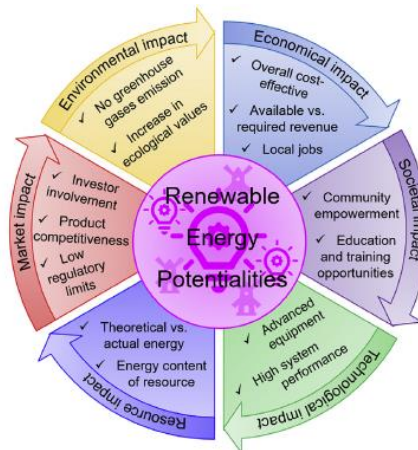 Environmental impact
✓ No greenhouse
gases emission
✓ Increase in
ecological values
Economical impact
✓ Overall cost-
effective
✓ Available vs.
required revenue
✓ Local jobs
Societal impact
✓ Community
empowerment
✓ Education
and training
opportunities
Technological impact
✓ Advanced
equipment
✓ High system
performance
Resource impact
✓ Theoretical vs.
actual energy
✓ Energy content
of resource
Market impact
✓ Investor
involvement
✓ Product
competitiveness
✓ Low
regulatory
limits
Renewable
Energy
Potentialities